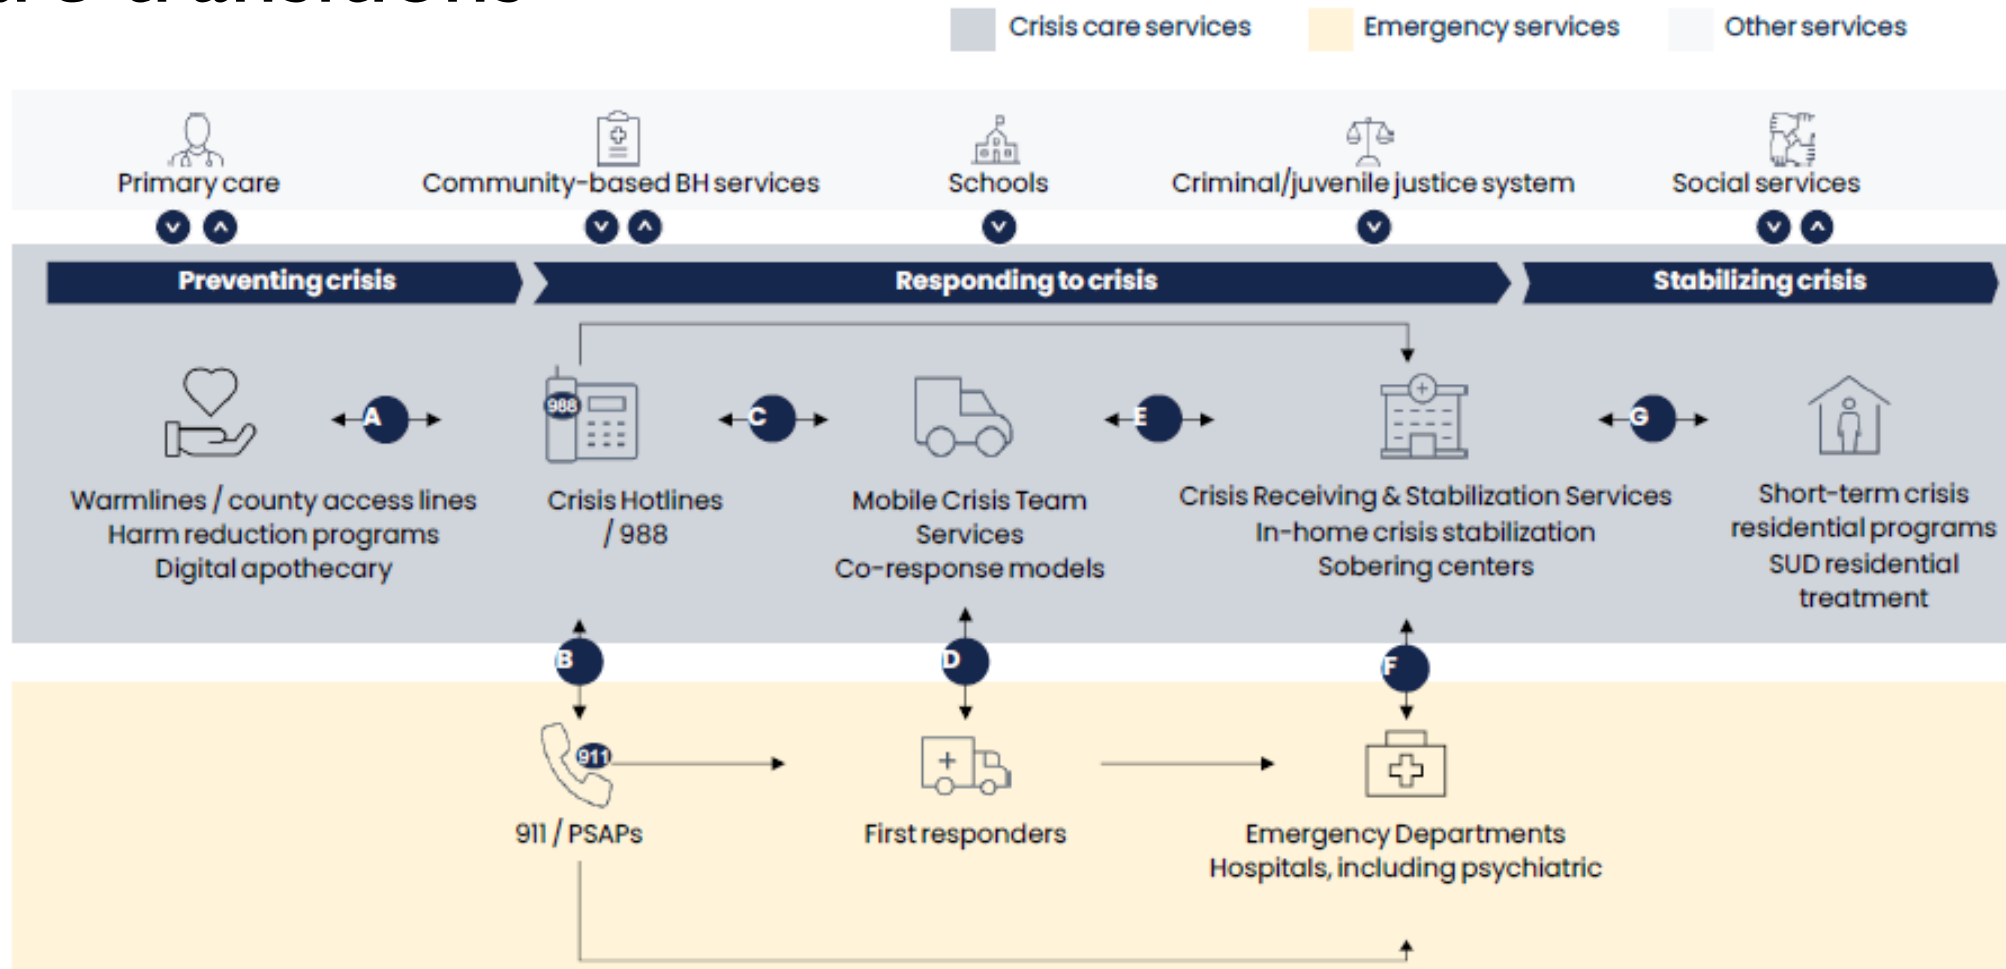 transitions
Crisis care services
Emergency services
Other services
Primary care
Community-based BH services
Schools
Criminal/juvenile justice system
Social services
Preventing crisis
Responding to crisis
Stabilizing crisis
A
988
C
E
G
Warmlines / county access lines
Harm reduction programs
Digital apothecary
Crisis Hotlines
/ 988
Mobile Crisis Team
Services
Co-response models
Crisis Receiving & Stabilization Services
In-home crisis stabilization
Sobering centers
Short-term crisis
residential programs
SUD residential
treatment
B
D
F
911
911 / PSAPs
First responders
Emergency Departments
Hospitals, including psychiatric